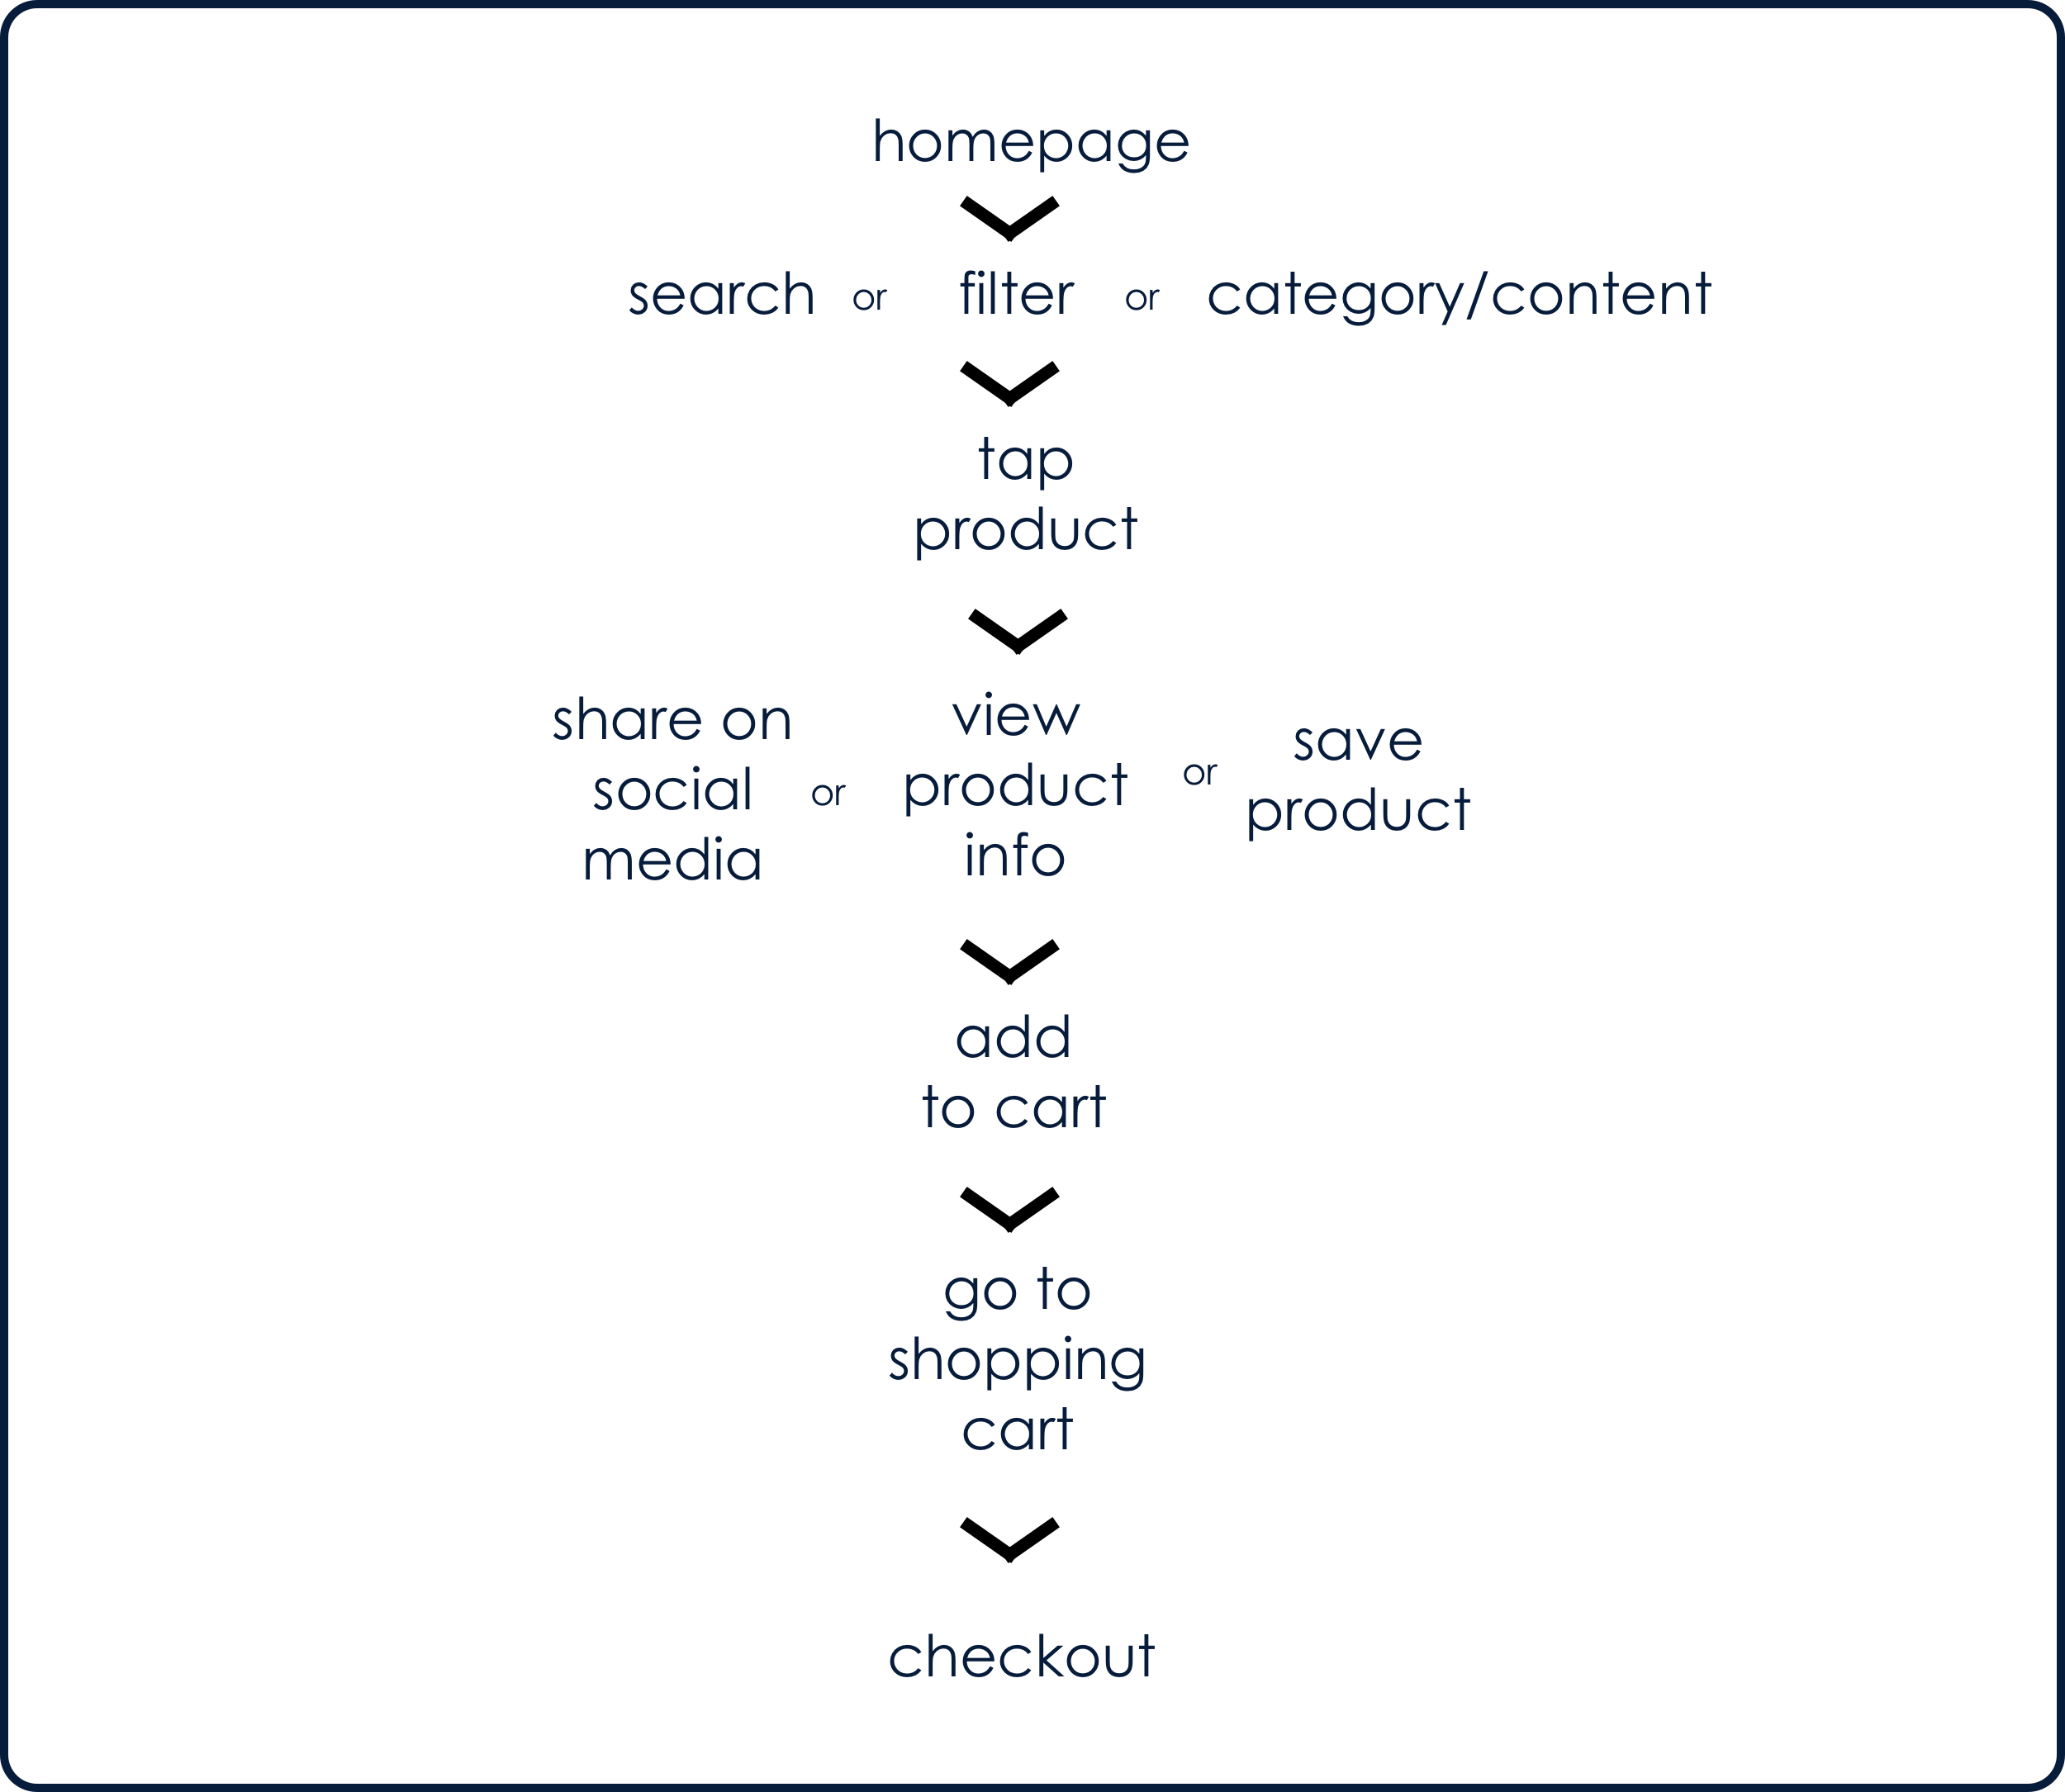 homepage
search or filter or category/content
tap
product
share on
social
media
or
view
product
info
or
save
product
add
to cart
go to
shopping
cart
checkout